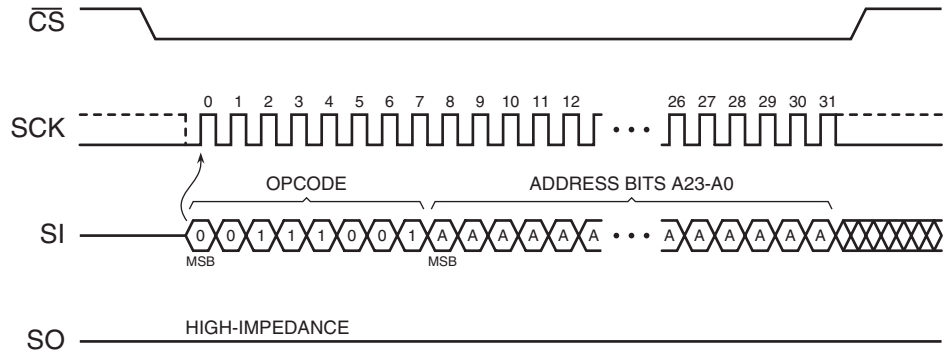 CS
0 1 2 3 4 5 6 7 8 9 10 11 12 26 27 28 29 30 31
SCK
OPCODE ADDRESS BITS A23-A0
SI 0 0 1 1 1 0 0 1 A A A A A A A A A A A A
MSB MSB
HIGH-IMPEDANCE
SO